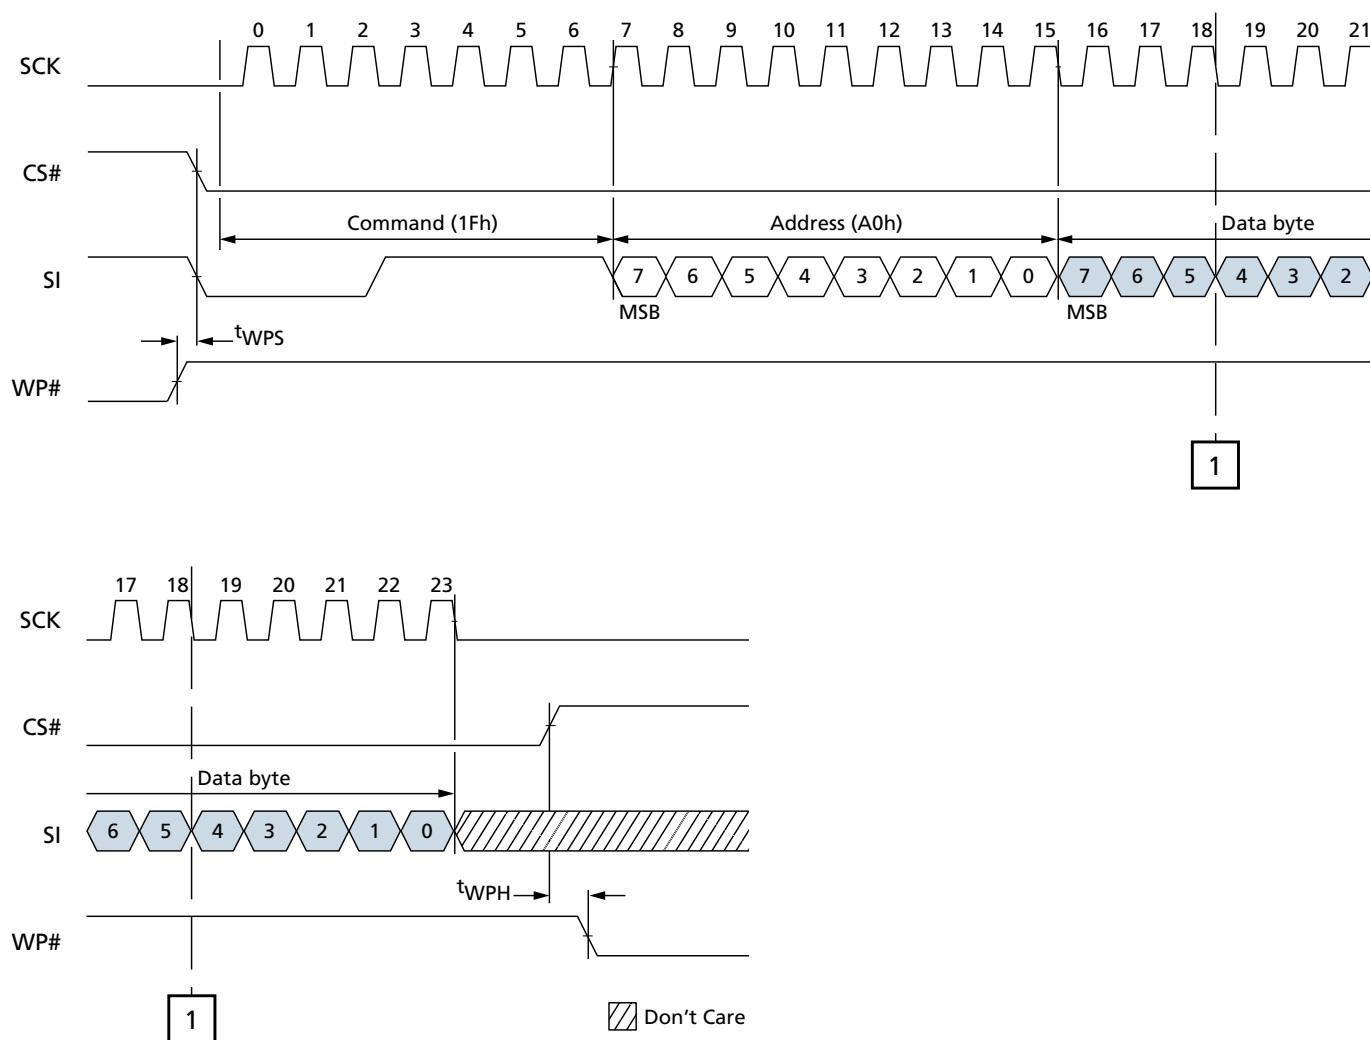 0 1 2 3 4 5 6 7 8 9 10 11 12 13 14 15 16 17 18 19 20 21
SCK
CS#
Command (1Fh) Address (A0h) Data byte
SI 7 6 5 4 3 2 1 0 7 6 5 4 3 2
MSB MSB
tWPS
WP#
1
17 18 19 20 21 22 23
SCK
CS#
Data byte
SI 6 5 4 3 2 1 0
tWPH
WP#
1
Don't Care